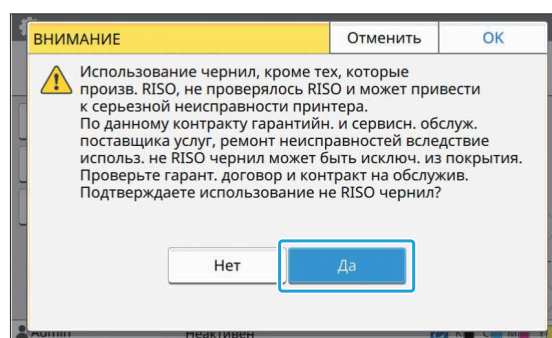 ВНИМАНИЕ
Отменить
OK
Использование чернил, кроме тех, которые
произв. RISO, не проверялось RISO и может привести
к серьезной неисправности принтера.
По данному контракту гарантийн. и сервисн. обслуж.
поставщика услуг, ремонт неисправностей вследствие
использ. не RISO чернил может быть исключ. из покрытия.
Проверьте гарант. договор и контракт на обслужив.
Подтверждаете использование не RISO чернил?
Нет
Да
Admin
Неактивен
K C M Y